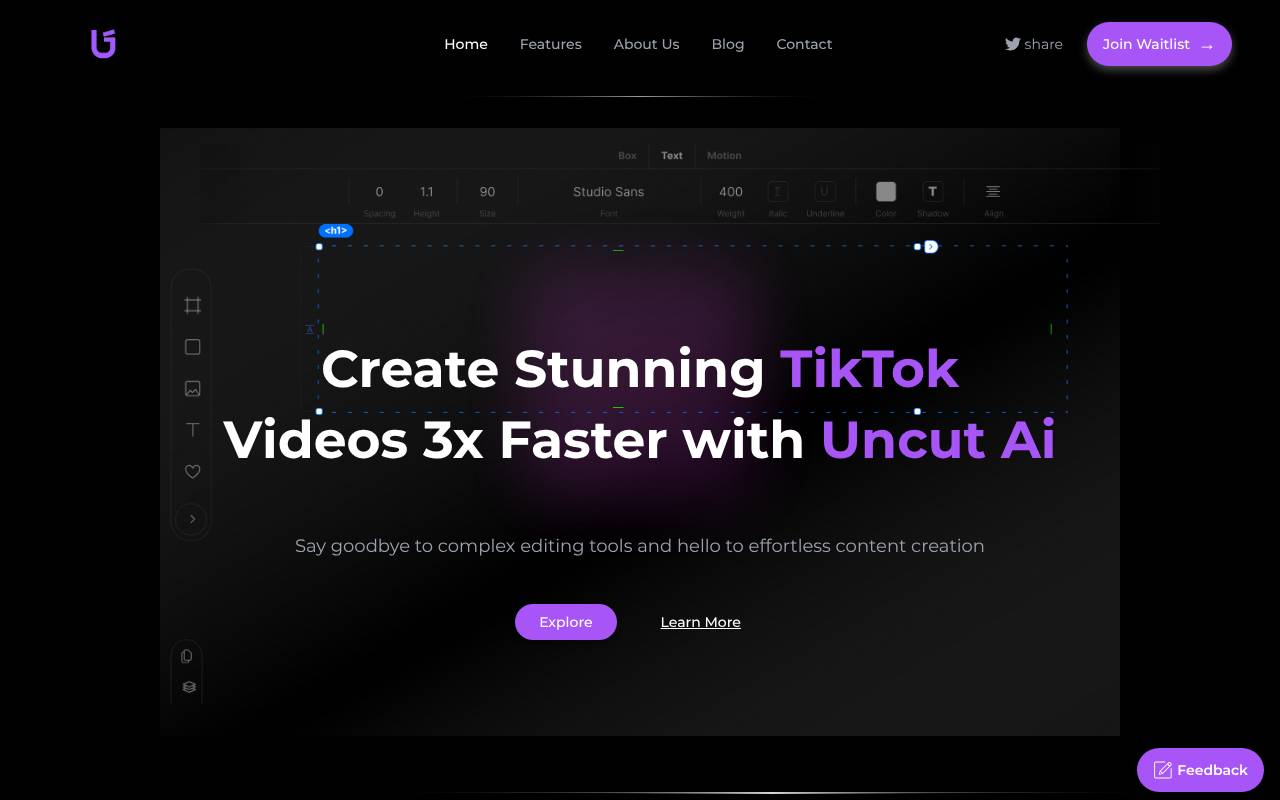 Home Features About Us Blog Contact share Join Waitlist →
Box Text Motion
0 1.1 90 Studio Sans 400 I U T
Spacing Height Size Font Weight Italic Underline Color Shadow Align
<h1>
Create Stunning TikTok
Videos 3x Faster with Uncut Ai
Say goodbye to complex editing tools and hello to effortless content creation
Explore Learn More
Feedback